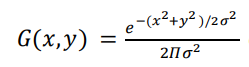 G(x,y) = e^{-(x^2+y^2)/2σ^2} / 2Πσ^2